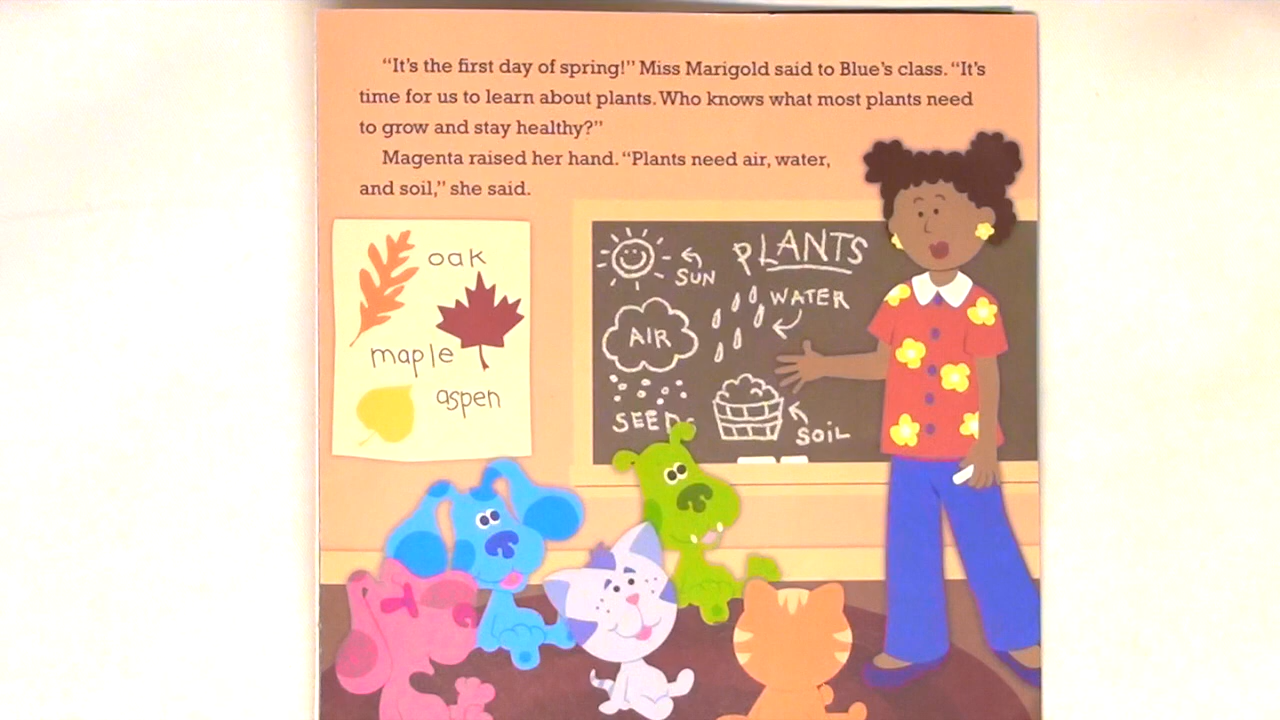 “It’s the first day of spring!” Miss Marigold said to Blue’s class. “It’s
time for us to learn about plants. Who knows what most plants need
to grow and stay healthy?”
Magenta raised her hand. “Plants need air, water,
and soil,” she said.
oak
maple
aspen
PLANTS
SUN
WATER
AIR
SEEDS
SOIL